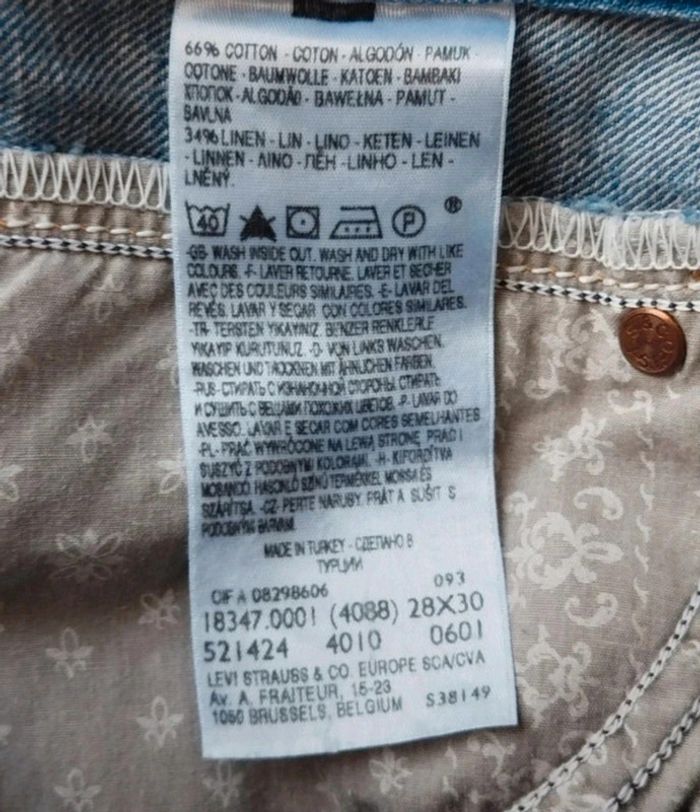 66% COTTON - COTON - ALGODÓN - PAMUK -
COTONE - BAUMWOLLE - KATOEN - ΒΑΜΒΑΚΙ
ХЛОПОК - ALGODÃO - BAWEŁNA - PAMUT -
BAVLNA
34% LINEN - LIN - LINO - KETEN - LEINEN
- LINNEN - ΛΙΝΟ - ЛЁН - LINHO - LEN -
LNĚNÝ.
40 P ®
-GB- WASH INSIDE OUT. WASH AND DRY WITH LIKE
COLOURS. -F- LAVER RETOURNE. LAVER ET SECHER
AVEC DES COULEURS SIMILAIRES. -E- LAVAR DEL
REVÉS. LAVAR Y SEGAR CON COLORES SIMILARES.
-TR- TERSTEN YIKAYINIZ. BENZER RENKLERLE
YIKAYIP KURUTUNUZ. -D- VON LINKS WASCHEN.
WASCHEN UND TROCKNEN MIT ÄHNLICHEN FARBEN.
-RUS- СТИРАТЬ С ИЗНАНОЧНОЙ СТОРОНЫ. СТИРАТЬ
И СУШИТЬ С ВЕЩАМИ ПОХОЖИХ ЦВЕТОВ. -P- LAVAR DO
AVESSO. LAVAR E SECAR COM CORES SEMELHANTES
-PL- PRAĆ WYWRÓCONE NA LEWĄ STRONĘ. PRAĆ I
SUSZYĆ Z PODOBNYMI KOLORAMI. -H- KIFORDÍTVA
MOSANDÓ HASONLÓ SZÍNŰ TERMÉKKEL MOSSA ÉS
SZÁRÍTSA. -CZ- PERTE NARUBY. PRÁT A SUŠIT S
PODOBNÝMI BARVAMI.
MADE IN TURKEY - СДЕЛАНО В
ТУРЦИИ
CIF A 08298606 093
18347.0001 (4088) 28X30
521424 4010 0601
LEVI STRAUSS & CO. EUROPE SCA/CVA
AV. A. FRAITEUR, 15-23
1050 BRUSSELS, BELGIUM S38149